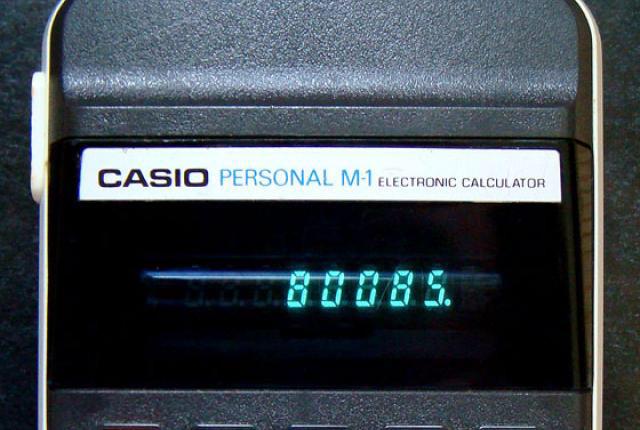 CASIO PERSONAL M-1 ELECTRONIC CALCULATOR
80085.